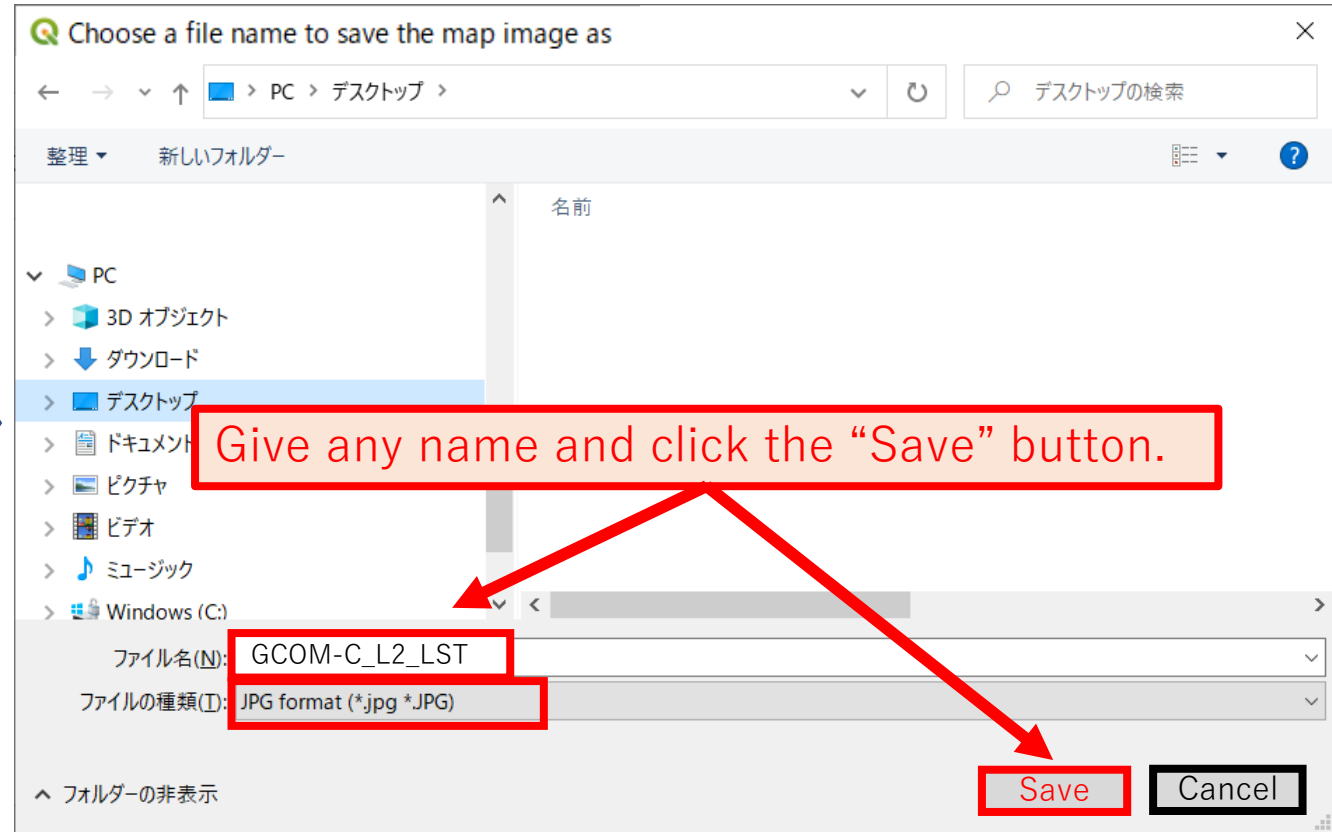 Choose a file name to save the map image as
PC > デスクトップ >
デスクトップの検索
整理
新しいフォルダー
名前
PC
3D オブジェクト
ダウンロード
デスクトップ
Give any name and click the “Save” button.
ドキュメント
ピクチャ
ビデオ
ミュージック
Windows (C:)
ファイル名(N): GCOM-C_L2_LST
ファイルの種類(T): JPG format (*.jpg *.JPG)
フォルダーの非表示
Save
Cancel